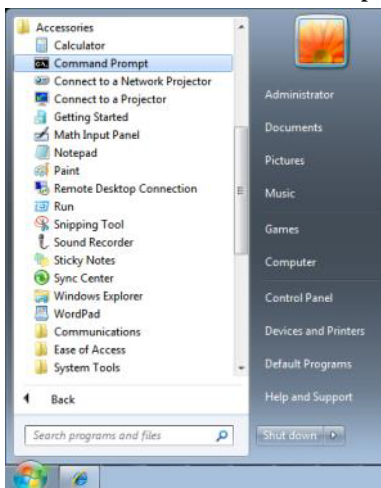 Accessories
Calculator
Command Prompt
Connect to a Network Projector
Connect to a Projector
Getting Started
Math Input Panel
Notepad
Paint
Remote Desktop Connection
Run
Snipping Tool
Sound Recorder
Sticky Notes
Sync Center
Windows Explorer
WordPad
Communications
Ease of Access
System Tools
Back
Search programs and files
Administrator
Documents
Pictures
Music
Games
Computer
Control Panel
Devices and Printers
Default Programs
Help and Support
Shut down